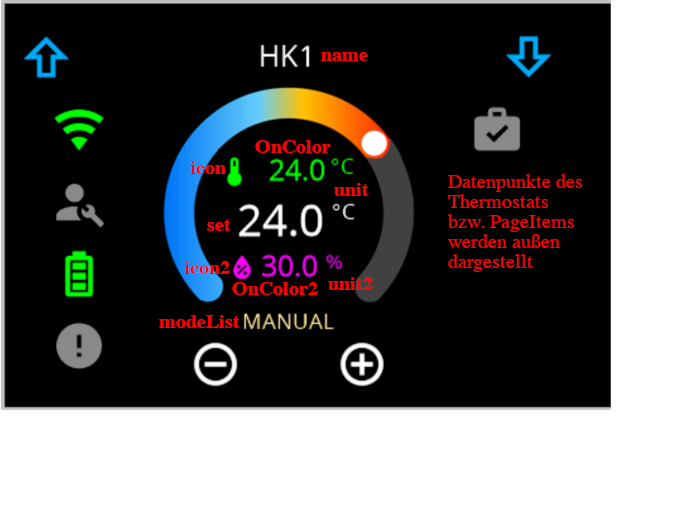 HK1 name
OnColor
icon 24.0 °C
unit
set 24.0 °C
icon2 30.0 %
OnColor2 unit2
modeList MANUAL
Datenpunkte des
Thermostats
bzw. PageItems
werden außen
dargestellt